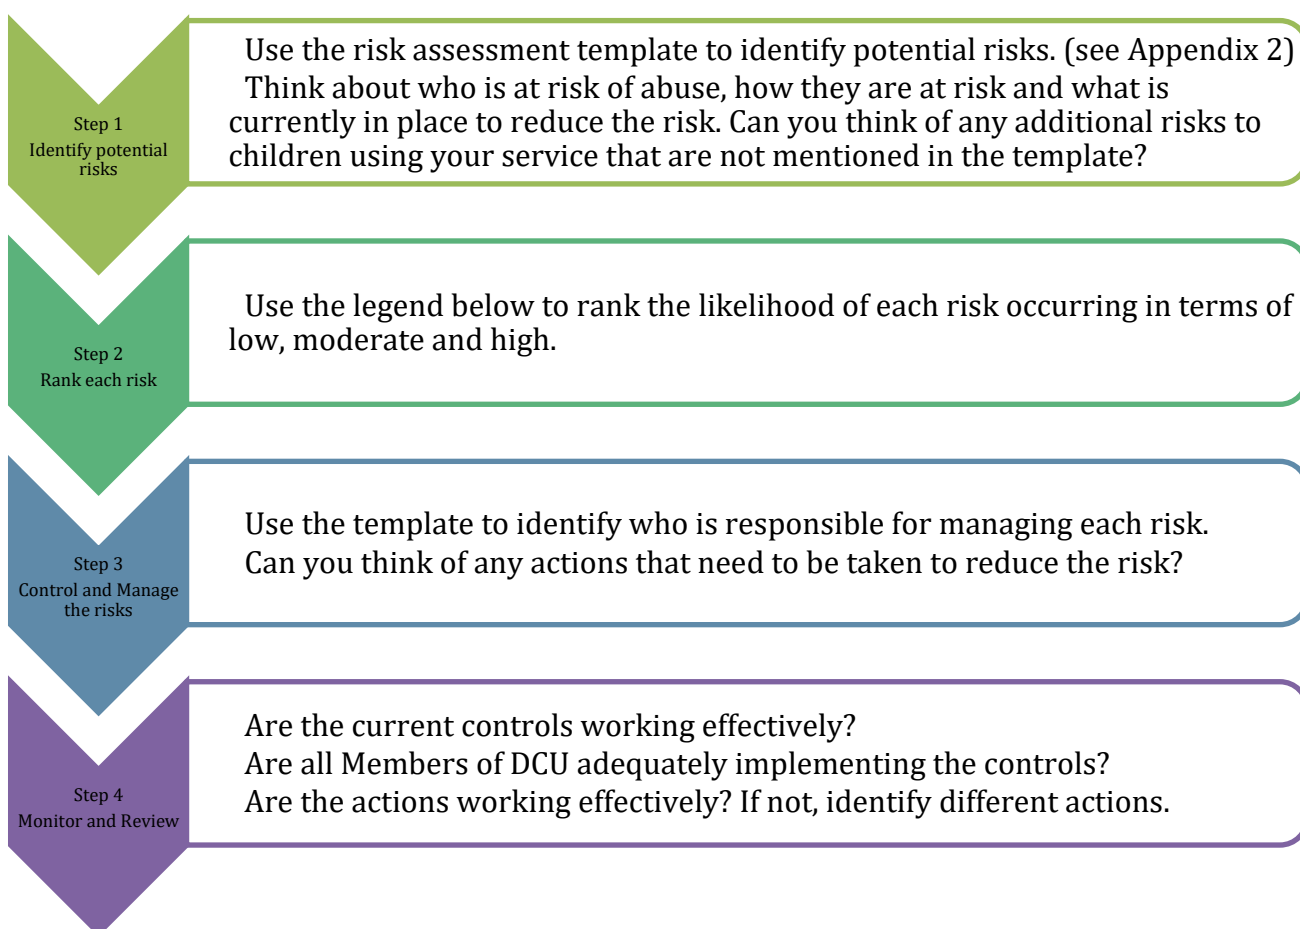 Step 1
Identify potential
risks
Use the risk assessment template to identify potential risks. (see Appendix 2)
Think about who is at risk of abuse, how they are at risk and what is
currently in place to reduce the risk. Can you think of any additional risks to
children using your service that are not mentioned in the template?
Step 2
Rank each risk
Use the legend below to rank the likelihood of each risk occurring in terms of
low, moderate and high.
Step 3
Control and Manage
the risks
Use the template to identify who is responsible for managing each risk.
Can you think of any actions that need to be taken to reduce the risk?
Step 4
Monitor and Review
Are the current controls working effectively?
Are all Members of DCU adequately implementing the controls?
Are the actions working effectively? If not, identify different actions.